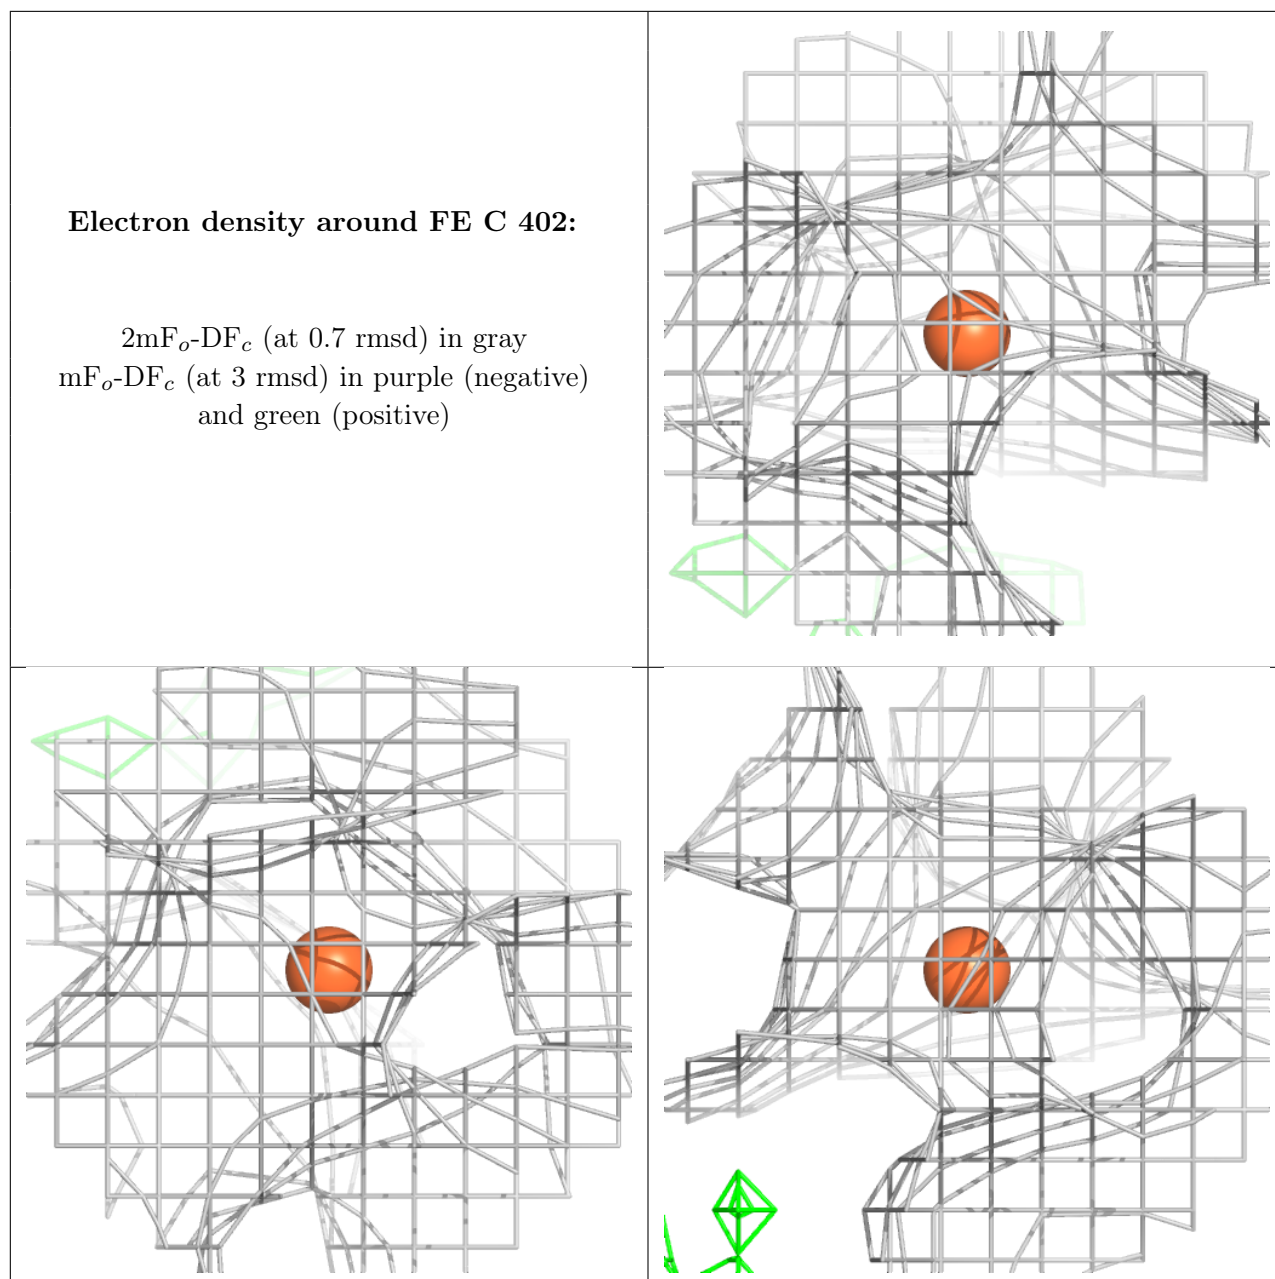 Electron density around FE C 402:
2mFo-DFc (at 0.7 rmsd) in gray
mFo-DFc (at 3 rmsd) in purple (negative)
and green (positive)